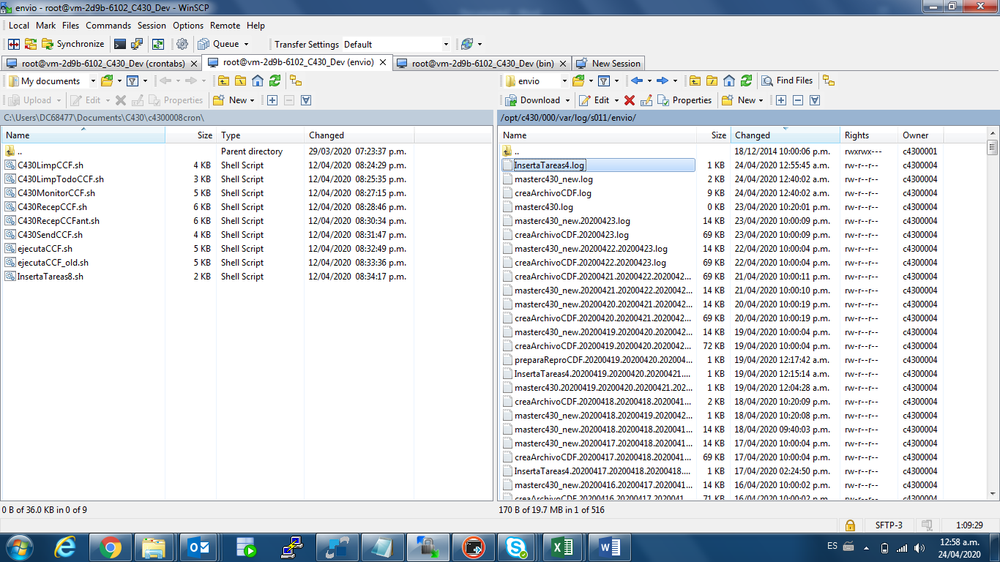 envio - root@vm-2d9b-6102_C430_Dev - WinSCP
Local Mark Files Commands Session Options Remote Help
Synchronize Queue Transfer Settings Default
root@vm-2d9b-6102_C430_Dev (crontabs) root@vm-2d9b-6102_C430_Dev (envio) root@vm-2d9b-6102_C430_Dev (bin) New Session
My documents
Upload Edit Properties New
C:\Users\DC68477\Documents\C430\c4300008cron\
Name Size Type Changed
.. Parent directory 29/03/2020 07:23:37 p.m.
C430LimpCCF.sh 4 KB Shell Script 12/04/2020 08:24:29 p.m.
C430LimpTodoCCF.sh 3 KB Shell Script 12/04/2020 08:25:35 p.m.
C430MonitorCCF.sh 5 KB Shell Script 12/04/2020 08:27:15 p.m.
C430RecepCCF.sh 6 KB Shell Script 12/04/2020 08:28:46 p.m.
C430RecepCCFant.sh 6 KB Shell Script 12/04/2020 08:30:34 p.m.
C430SendCCF.sh 4 KB Shell Script 12/04/2020 08:31:47 p.m.
ejecutaCCF.sh 5 KB Shell Script 12/04/2020 08:32:49 p.m.
ejecutaCCF_old.sh 5 KB Shell Script 12/04/2020 08:33:36 p.m.
InsertaTareas8.sh 2 KB Shell Script 12/04/2020 08:34:17 p.m.
0 B of 36.0 KB in 0 of 9
envio Find Files
Download Edit Properties New
/opt/c430/000/var/log/s011/envio/
Name Size Changed Rights Owner
.. 18/12/2014 10:00:06 p.m. rwxrwx--- c4300001
InsertaTareas4.log 1 KB 24/04/2020 12:55:45 a.m. rw-r--r-- c4300004
masterc430_new.log 2 KB 24/04/2020 12:40:02 a.m. rw-r--r-- c4300004
creaArchivoCDF.log 9 KB 24/04/2020 12:40:02 a.m. rw-r--r-- c4300004
masterc430.log 0 KB 23/04/2020 10:20:01 p.m. rw-r--r-- c4300004
masterc430_new.20200423.log 14 KB 23/04/2020 10:00:09 p.m. rw-r--r-- c4300004
creaArchivoCDF.20200423.log 69 KB 23/04/2020 10:00:09 p.m. rw-r--r-- c4300004
masterc430_new.20200422.20200423.log 14 KB 22/04/2020 10:00:04 p.m. rw-r--r-- c4300004
creaArchivoCDF.20200422.20200423.log 69 KB 22/04/2020 10:00:04 p.m. rw-r--r-- c4300004
creaArchivoCDF.20200421.20200422.2020042... 69 KB 21/04/2020 10:00:11 p.m. rw-r--r-- c4300004
masterc430_new.20200421.20200422.202042... 14 KB 21/04/2020 10:00:10 p.m. rw-r--r-- c4300004
masterc430_new.20200420.20200421.202042... 14 KB 20/04/2020 10:00:19 p.m. rw-r--r-- c4300004
creaArchivoCDF.20200420.20200421.2020042... 69 KB 20/04/2020 10:00:19 p.m. rw-r--r-- c4300004
masterc430_new.20200419.20200420.202042... 14 KB 19/04/2020 10:00:04 p.m. rw-r--r-- c4300004
creaArchivoCDF.20200419.20200420.2020042... 72 KB 19/04/2020 10:00:04 p.m. rw-r--r-- c4300004
preparaReproCDF.20200419.20200420.202004... 1 KB 19/04/2020 12:17:42 a.m. rw-r--r-- c4300004
InsertaTareas4.20200419.20200420.20200421.... 1 KB 19/04/2020 12:15:14 a.m. rw-r--r-- c4300004
masterc430.20200419.20200420.20200421.202... 1 KB 19/04/2020 12:04:28 a.m. rw-r--r-- c4300004
creaArchivoCDF.20200418.20200418.2020041... 2 KB 18/04/2020 10:20:09 p.m. rw-r--r-- c4300004
masterc430_new.20200418.20200419.202042... 1 KB 18/04/2020 10:20:08 p.m. rw-r--r-- c4300004
masterc430_new.20200418.20200418.2020041... 14 KB 18/04/2020 09:40:03 p.m. rw-r--r-- c4300004
masterc430_new.20200417.20200418.2020041... 14 KB 17/04/2020 10:00:04 p.m. rw-r--r-- c4300004
creaArchivoCDF.20200417.20200418.2020041... 69 KB 17/04/2020 10:00:04 p.m. rw-r--r-- c4300004
InsertaTareas4.20200417.20200418.20200418.... 1 KB 17/04/2020 02:24:50 p.m. rw-r--r-- c4300004
masterc430_new.20200416.20200417.2020041... 14 KB 16/04/2020 10:00:02 p.m. rw-r--r-- c4300004
creaArchivoCDF.20200416.20200417.2020041... 71 KB 16/04/2020 10:00:02 p.m. rw-r--r-- c4300004
170 B of 19.7 MB in 1 of 516
SFTP-3 1:09:29
ES 12:58 a.m.
24/04/2020